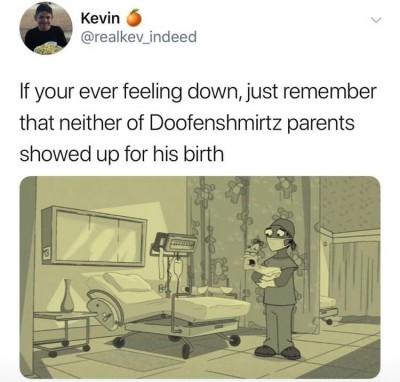 Kevin 🍊
@realkev_indeed
If your ever feeling down, just remember
that neither of Doofenshmirtz parents
showed up for his birth